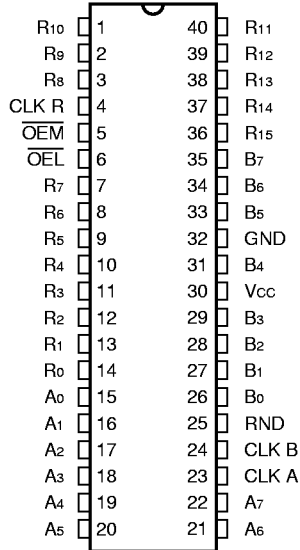 R10 1 40 R11
R9 2 39 R12
R8 3 38 R13
CLK R 4 37 R14
OEM 5 36 R15
OEL 6 35 B7
R7 7 34 B6
R6 8 33 B5
R5 9 32 GND
R4 10 31 B4
R3 11 30 VCC
R2 12 29 B3
R1 13 28 B2
R0 14 27 B1
A0 15 26 B0
A1 16 25 RND
A2 17 24 CLK B
A3 18 23 CLK A
A4 19 22 A7
A5 20 21 A6